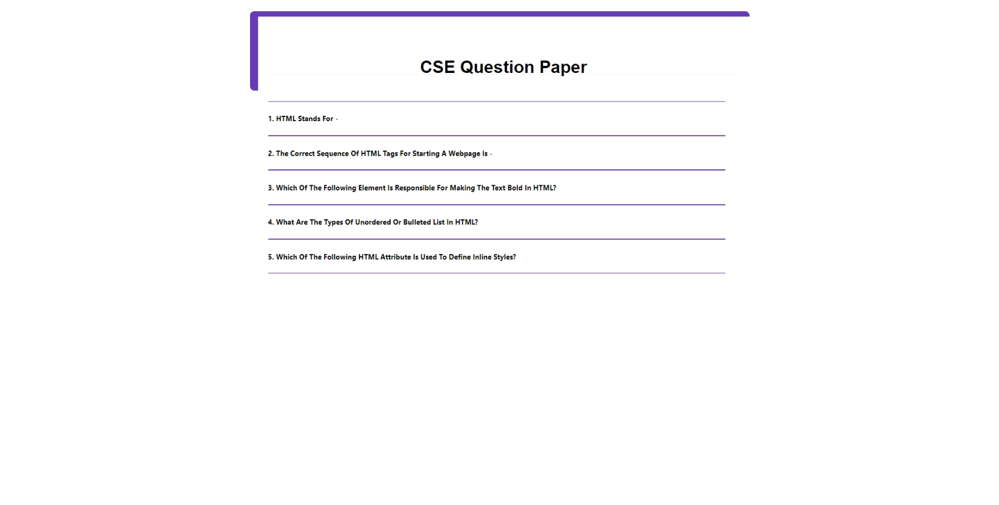 CSE Question Paper
1. HTML Stands For -
2. The Correct Sequence Of HTML Tags For Starting A Webpage Is -
3. Which Of The Following Element Is Responsible For Making The Text Bold In HTML?
4. What Are The Types Of Unordered Or Bulleted List In HTML?
5. Which Of The Following HTML Attribute Is Used To Define Inline Styles?